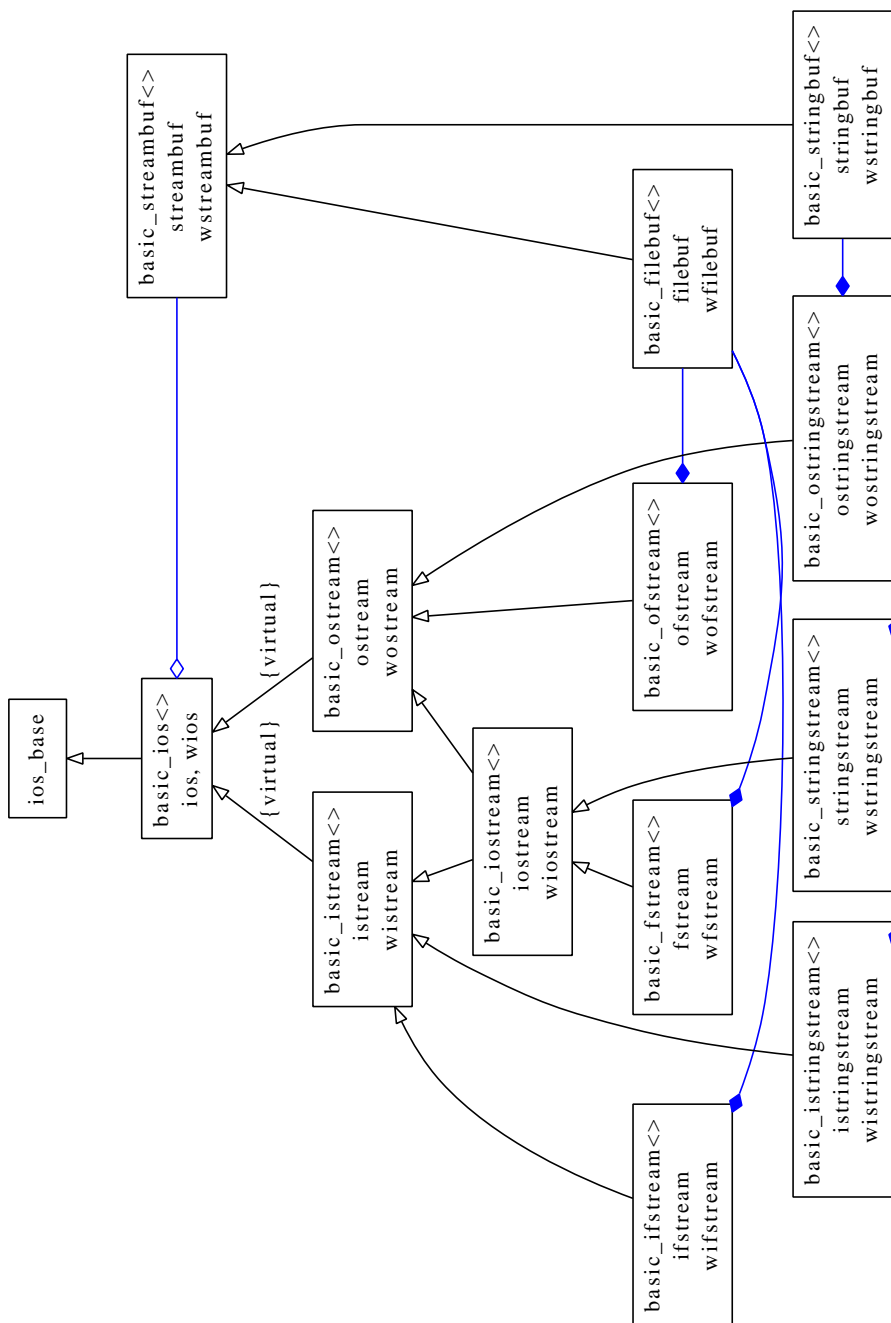 ios_base
basic_ios<>
ios, wios
basic_streambuf<>
streambuf
wstreambuf
{virtual}
{virtual}
basic_istream<>
istream
wistream
basic_ostream<>
ostream
wostream
basic_iostream<>
iostream
wiostream
basic_ifstream<>
ifstream
wifstream
basic_fstream<>
fstream
wfstream
basic_ofstream<>
ofstream
wofstream
basic_filebuf<>
filebuf
wfilebuf
basic_istringstream<>
istringstream
wistringstream
basic_stringstream<>
stringstream
wstringstream
basic_ostringstream<>
ostringstream
wostringstream
basic_stringbuf<>
stringbuf
wstringbuf